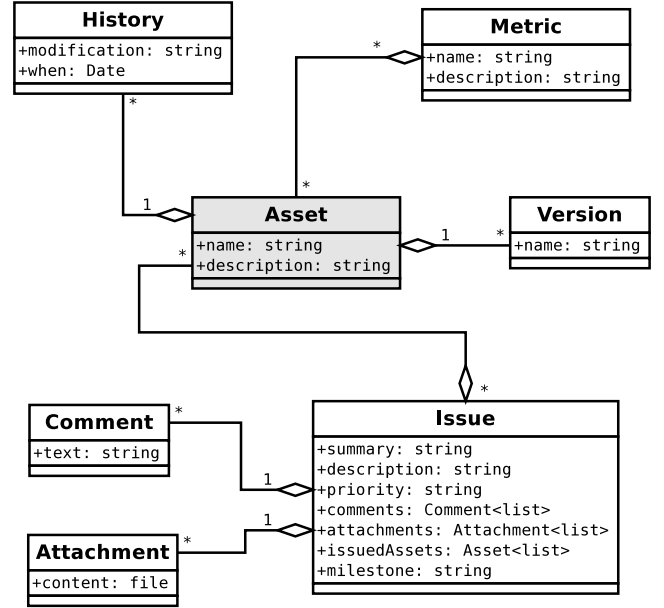 History
+modification: string
+when: Date
Metric
+name: string
+description: string
*
*
*
1
Asset
+name: string
+description: string
*
1
*
Version
+name: string
*
Comment
+text: string
*
1
Issue
+summary: string
+description: string
+priority: string
+comments: Comment<list>
+attachments: Attachment<list>
+issuedAssets: Asset<list>
+milestone: string
1
*
Attachment
+content: file